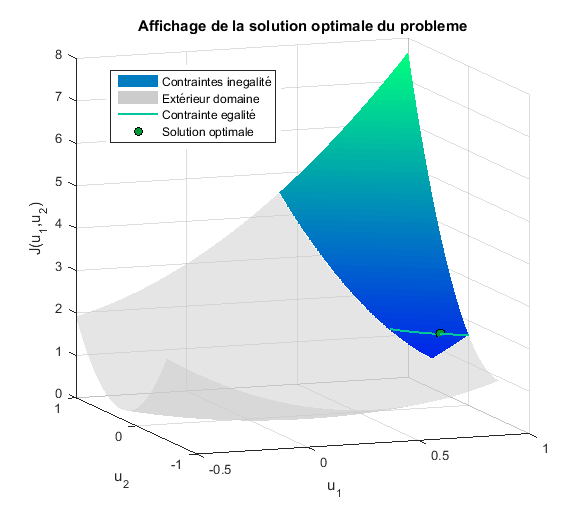 Affichage de la solution optimale du probleme
Contraintes inegalité
Extérieur domaine
Contrainte egalité
Solution optimale
J(u1,u2)
8
7
6
5
4
3
2
1
0
1
0
-1
u2
-0.5
0
0.5
1
u1